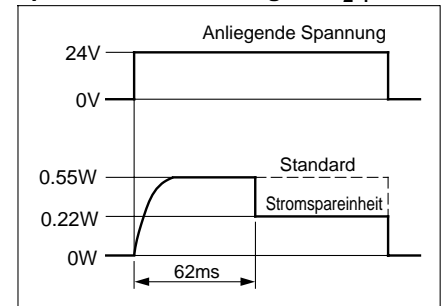 Anliegende Spannung
24V
0V
Standard
0.55W
Stromspareinheit
0.22W
0W
62ms